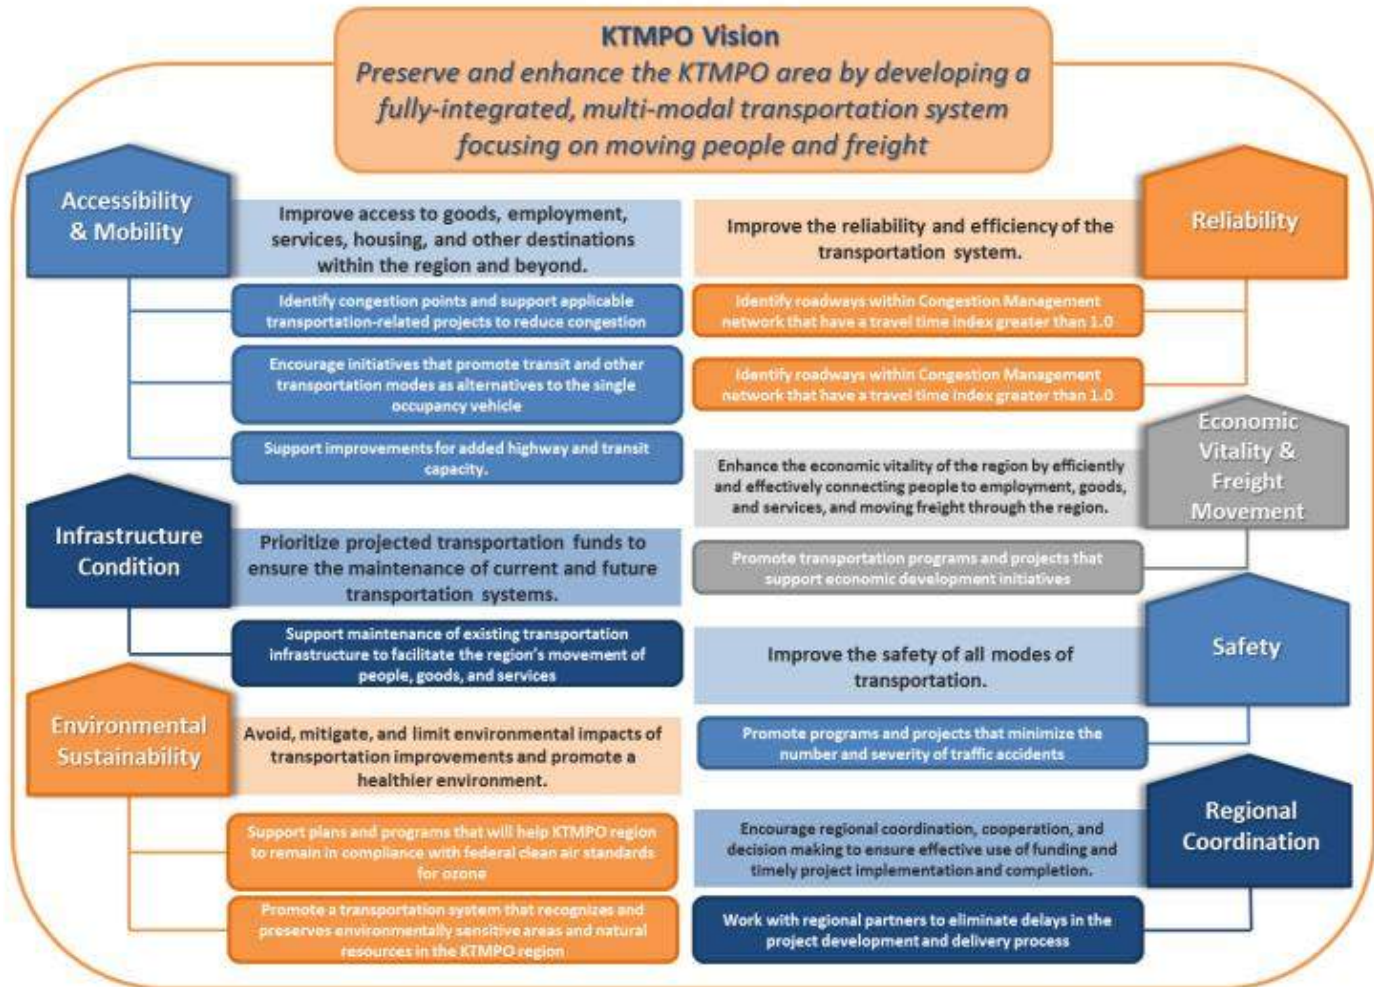 KTMPO Vision
Preserve and enhance the KTMPO area by developing a
fully-integrated, multi-modal transportation system
focusing on moving people and freight
Accessibility
& Mobility
Improve access to goods, employment,
services, housing, and other destinations
within the region and beyond.
Identify congestion points and support applicable
transportation-related projects to reduce congestion
Encourage initiatives that promote transit and other
transportation modes as alternatives to the single
occupancy vehicle
Support improvements for added highway and transit
capacity.
Infrastructure
Condition
Prioritize projected transportation funds to
ensure the maintenance of current and future
transportation systems.
Support maintenance of existing transportation
infrastructure to facilitate the region's movement of
people, goods, and services
Environmental
Sustainability
Avoid, mitigate, and limit environmental impacts of
transportation improvements and promote a
healthier environment.
Support plans and programs that will help KTMPO region
to remain in compliance with federal clean air standards
for ozone
Promote a transportation system that recognizes and
preserves environmentally sensitive areas and natural
resources in the KTMPO region
Reliability
Improve the reliability and efficiency of the
transportation system.
Identify roadways within Congestion Management
network that have a travel time index greater than 1.0
Identify roadways within Congestion Management
network that have a travel time index greater than 1.0
Economic
Vitality &
Freight
Movement
Enhance the economic vitality of the region by efficiently
and effectively connecting people to employment, goods,
and services, and moving freight through the region.
Promote transportation programs and projects that
support economic development initiatives
Safety
Improve the safety of all modes of
transportation.
Promote programs and projects that minimize the
number and severity of traffic accidents
Regional
Coordination
Encourage regional coordination, cooperation, and
decision making to ensure effective use of funding and
timely project implementation and completion.
Work with regional partners to eliminate delays in the
project development and delivery process